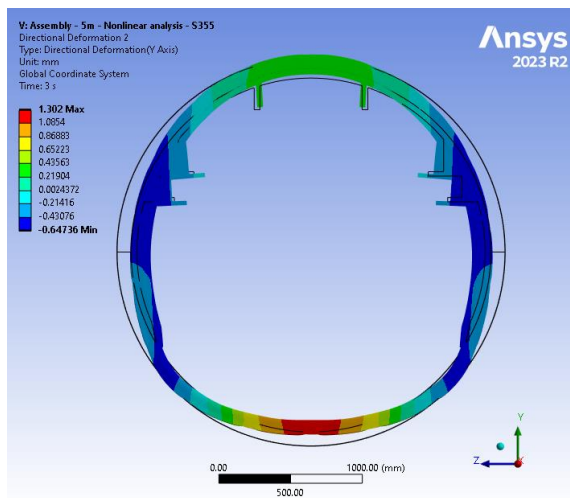 V: Assembly - 5m - Nonlinear analysis - S355
Directional Deformation 2
Type: Directional Deformation(Y Axis)
Unit: mm
Global Coordinate System
Time: 3 s
1.302 Max
1.0854
0.86883
0.65223
0.43563
0.21904
0.0024372
-0.21416
-0.43076
-0.64736 Min
Ansys
2023 R2
0.00
1000.00 (mm)
500.00
Y
Z
X